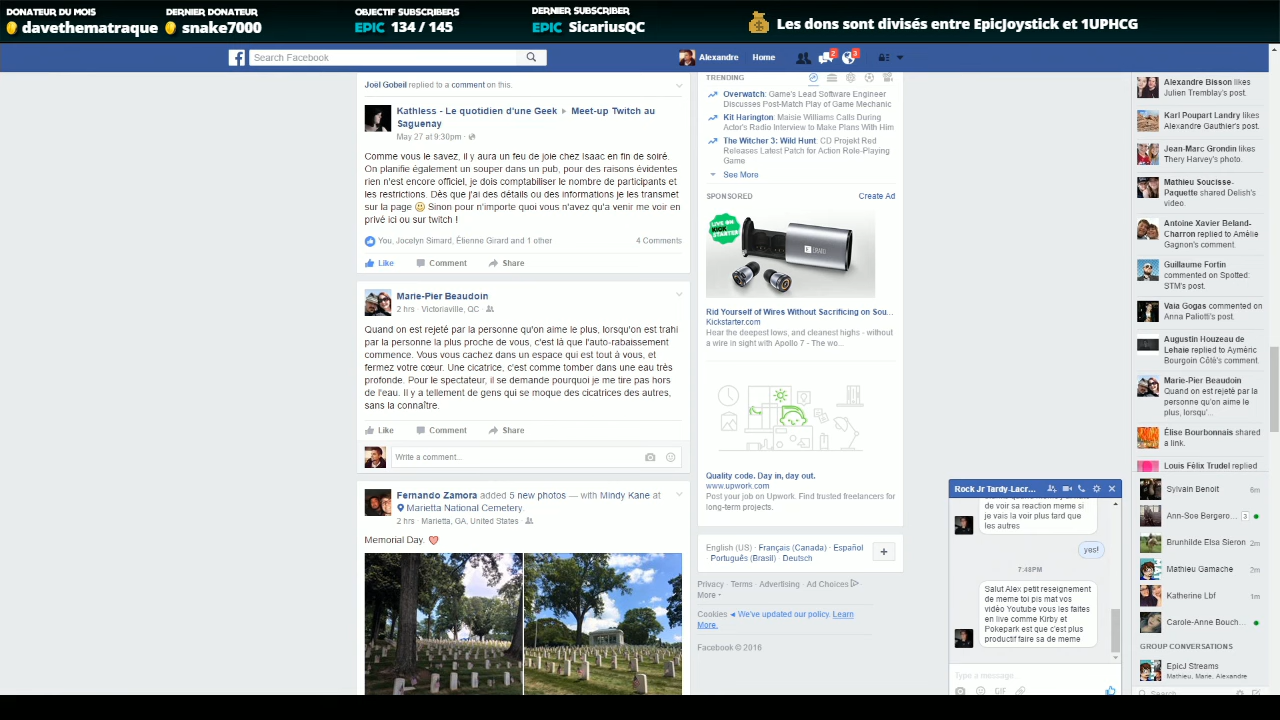 DONATEUR DU MOIS
davethematraque
DERNIER DONATEUR
snake7000
OBJECTIF SUBSCRIBERS
EPIC 134 / 145
DERNIER SUBSCRIBER
EPIC SicariusQC
Les dons sont divisés entre EpicJoystick et 1UPHCG
Search Facebook
Alexandre
Home
2
3
Joel Gobeil replied to a comment on this.
Kathless - Le quotidien d'une Geek ▸ Meet-up Twitch au
Saguenay
May 27 at 9:30pm ·
Comme vous le savez, il y aura un feu de joie chez Isaac en fin de soiré.
On planifie également un souper dans un pub, pour des raisons évidentes
rien n'est encore officiel, je dois comptabiliser le nombre de participants et
les restrictions. Dès que j'ai des détails ou des informations je les transmet
sur la page Sinon pour n'importe quoi vous n'avez qu'a venir me voir en
privé ici ou sur twitch !
You, Jocelyn Simard, Étienne Girard and 1 other
4 Comments
Like Comment Share
Marie-Pier Beaudoin
2 hrs · Victoriaville, QC ·
Quand on est rejeté par la personne qu'on aime le plus, lorsqu'on est trahi
par la personne la plus proche de vous, c'est là que l'auto-rabaissement
commence. Vous vous cachez dans un espace qui est tout à vous, et
fermez votre cœur. Une cicatrice, c'est comme tomber dans une eau très
profonde. Pour le spectateur, il se demande pourquoi je me tire pas hors
de l'eau. Il y a tellement de gens qui se moque des cicatrices des autres,
sans la connaître.
Like Comment Share
Write a comment...
Fernando Zamora added 5 new photos — with Mindy Kane at
Marietta National Cemetery.
2 hrs · Marietta, GA, United States ·
Memorial Day.
TRENDING
Overwatch: Game's Lead Software Engineer
Discusses Post-Match Play of Game Mechanic
Kit Harington: Maisie Williams Calls During
Actor's Radio Interview to Make Plans With Him
The Witcher 3: Wild Hunt: CD Projekt Red
Releases Latest Patch for Action Role-Playing
Game
See More
SPONSORED
Create Ad
LIVE ON
KICK
STARTER!
ERATO
Rid Yourself of Wires Without Sacrificing on Sou...
Kickstarter.com
Hear the deepest lows, and cleanest highs - without
a wire in sight with Apollo 7 - The wo...
Quality code. Day in, day out.
www.upwork.com
Post your job on Upwork. Find trusted freelancers for
long-term projects.
English (US) · Français (Canada) · Español
· Português (Brasil) · Deutsch
+
Privacy · Terms · Advertising · Ad Choices
More
Cookies ◂ We've updated our policy. Learn
More.
Facebook © 2016
Alexandre Bisson likes
Julien Tremblay's post.
Karl Poupart Landry likes
Alexandre Gauthier's post.
Jean-Marc Grondin likes
Thery Harvey's photo.
Mathieu Soucisse-
Paquette shared Delish's
video.
Antoine Xavier Beland-
Charron replied to Amélie
Gagnon's comment.
Guillaume Fortin
commented on Spotted:
STM's post.
Vaia Gogas commented on
Anna Paliotti's post.
Augustin Houzeau de
Lehaie replied to Aymeric
Bourgoin Côté's comment.
Marie-Pier Beaudoin
Quand on est rejeté par la
personne qu'on aime le
plus, lorsqu'...
Élise Bourbonnais shared
a link.
Louis Félix Trudel replied
Sylvain Benoit 6m
Ann-Soe Bergero... 3
Brunhilde Elsa Sieron 2m
Mathieu Gamache 2m
Katherine Lbf 1m
Carole-Anne Bouch...
GROUP CONVERSATIONS
EpicJ Streams
Mathieu, Marie, Alexandre
Search
Rock Jr Tardy-Lacr...
de voir sa reaction meme si
je vais la voir plus tard que
les autres
yes!
7:48PM
Salut Alex petit reseignement
de meme toi pis mat vos
vidéo Youtube vous les faites
en live comme Kirby et
Pokepark est que c'est plus
productif faire sa de meme
Type a message...
GIF